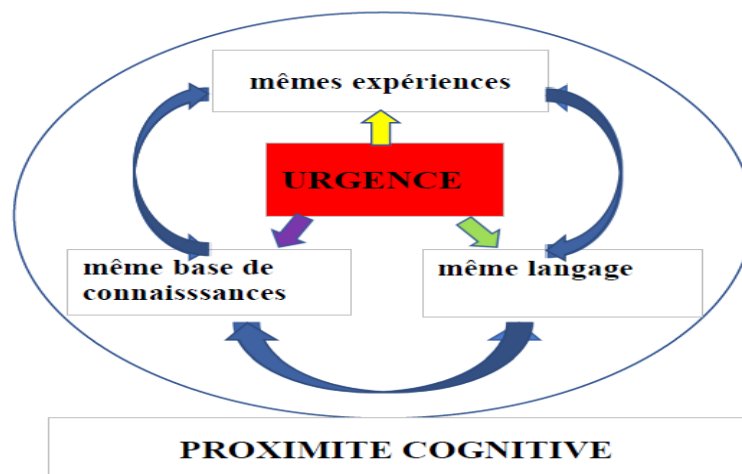 mêmes expériences
URGENCE
même base de
connaisssances
même langage
PROXIMITE COGNITIVE